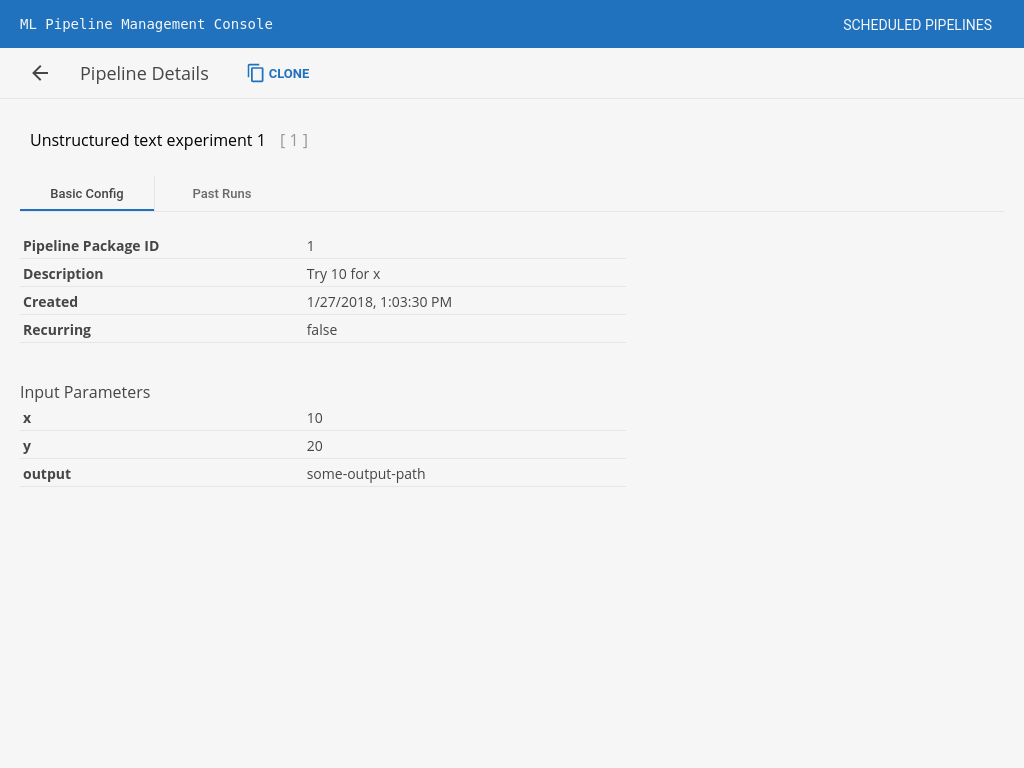 ML Pipeline Management Console SCHEDULED PIPELINES
Pipeline Details CLONE
Unstructured text experiment 1 [ 1 ]
Basic Config Past Runs
Pipeline Package ID 1
Description Try 10 for x
Created 1/27/2018, 1:03:30 PM
Recurring false
Input Parameters
x 10
y 20
output some-output-path